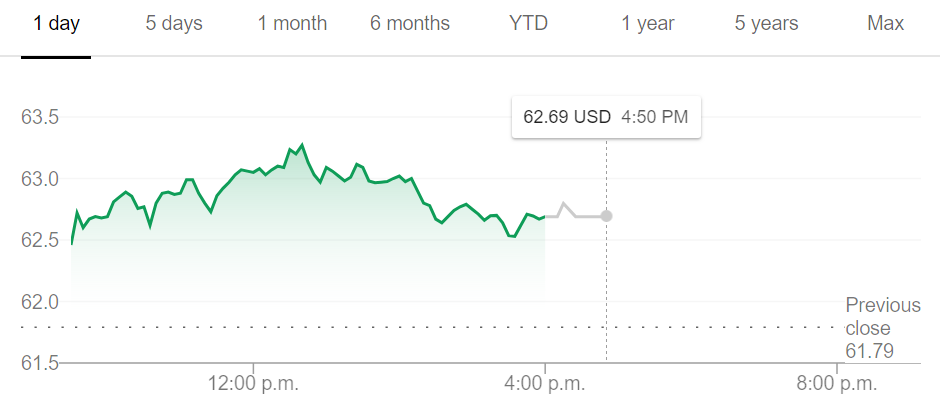 1 day 5 days 1 month 6 months YTD 1 year 5 years Max
62.69 USD 4:50 PM
63.5
63.0
62.5
62.0
61.5
Previous
close
61.79
12:00 p.m. 4:00 p.m. 8:00 p.m.